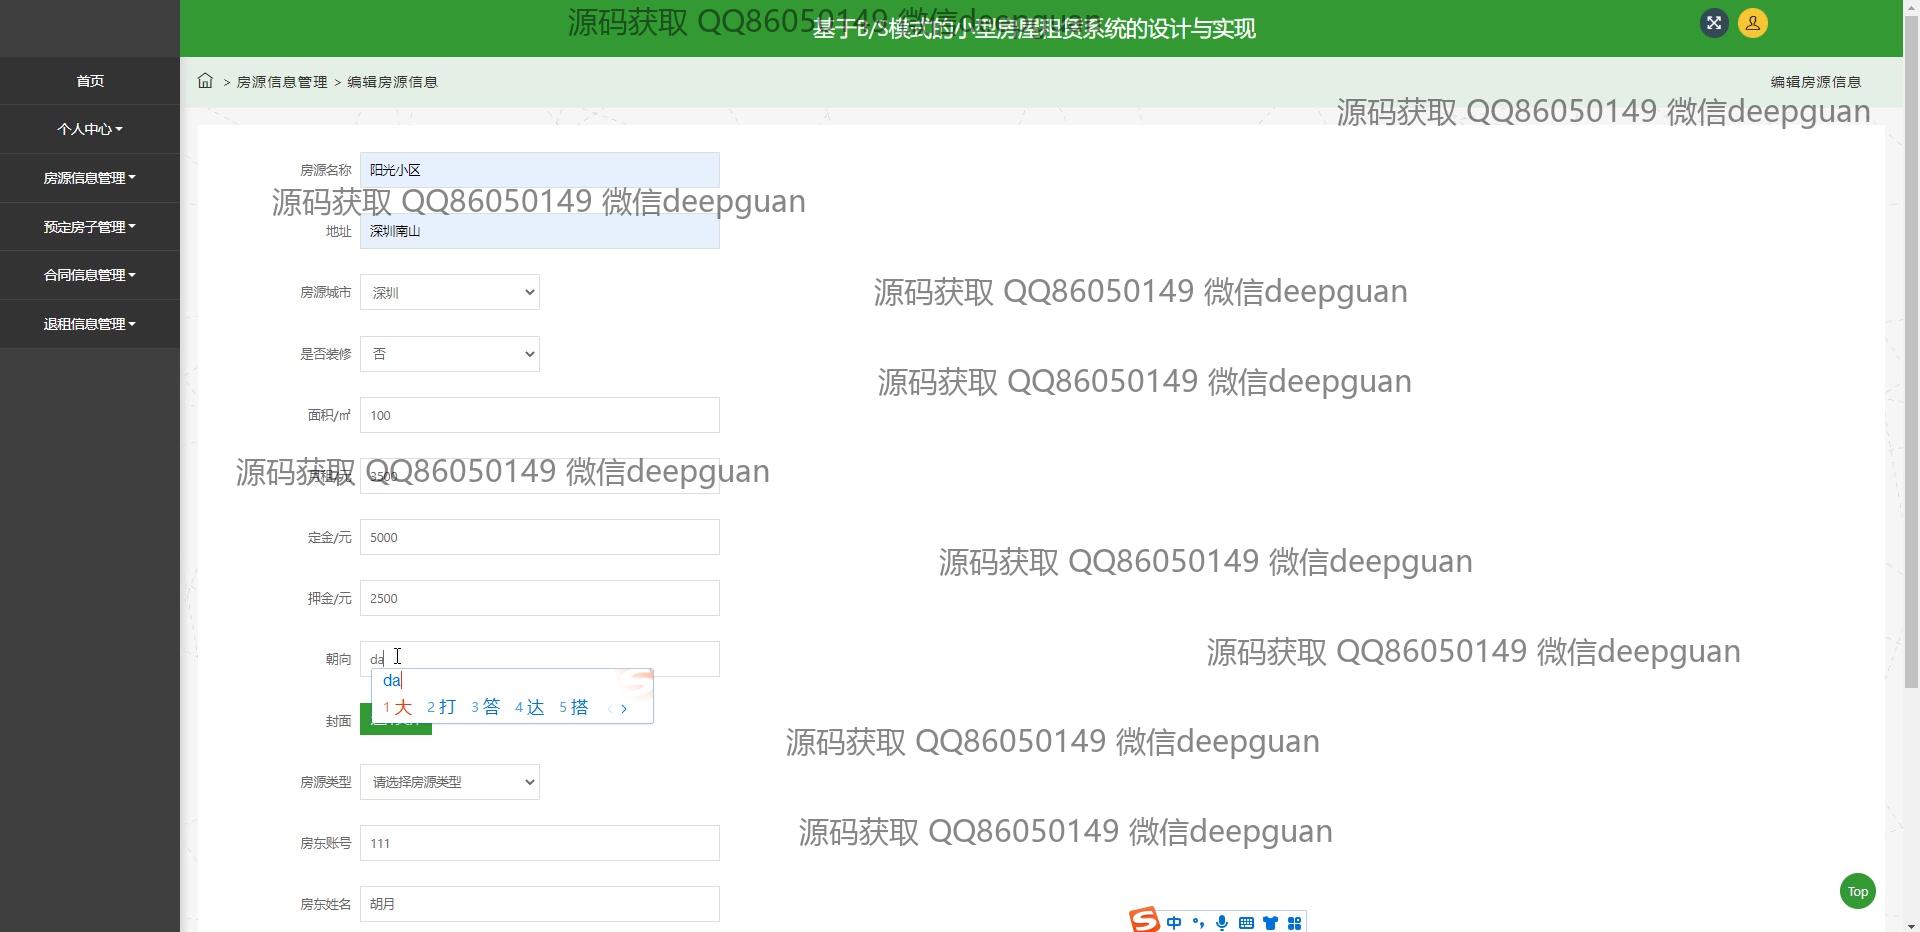 源码获取 QQ86050149 微信deepguan
基于B/S模式的小型房屋租赁系统的设计与实现
首页
个人中心
房源信息管理
预定房子管理
合同信息管理
退租信息管理
> 房源信息管理 > 编辑房源信息
编辑房源信息
源码获取 QQ86050149 微信deepguan
房源名称 阳光小区
源码获取 QQ86050149 微信deepguan
地址 深圳南山
房源城市 深圳
源码获取 QQ86050149 微信deepguan
是否装修 否
源码获取 QQ86050149 微信deepguan
面积/㎡ 100
源码获取 QQ86050149 微信deepguan
月租/元 3500
定金/元 5000
源码获取 QQ86050149 微信deepguan
押金/元 2500
朝向 da
源码获取 QQ86050149 微信deepguan
da
1 大 2 打 3 答 4 达 5 搭
封面
源码获取 QQ86050149 微信deepguan
房源类型 请选择房源类型
源码获取 QQ86050149 微信deepguan
房东账号 111
房东姓名 胡月
Top
中